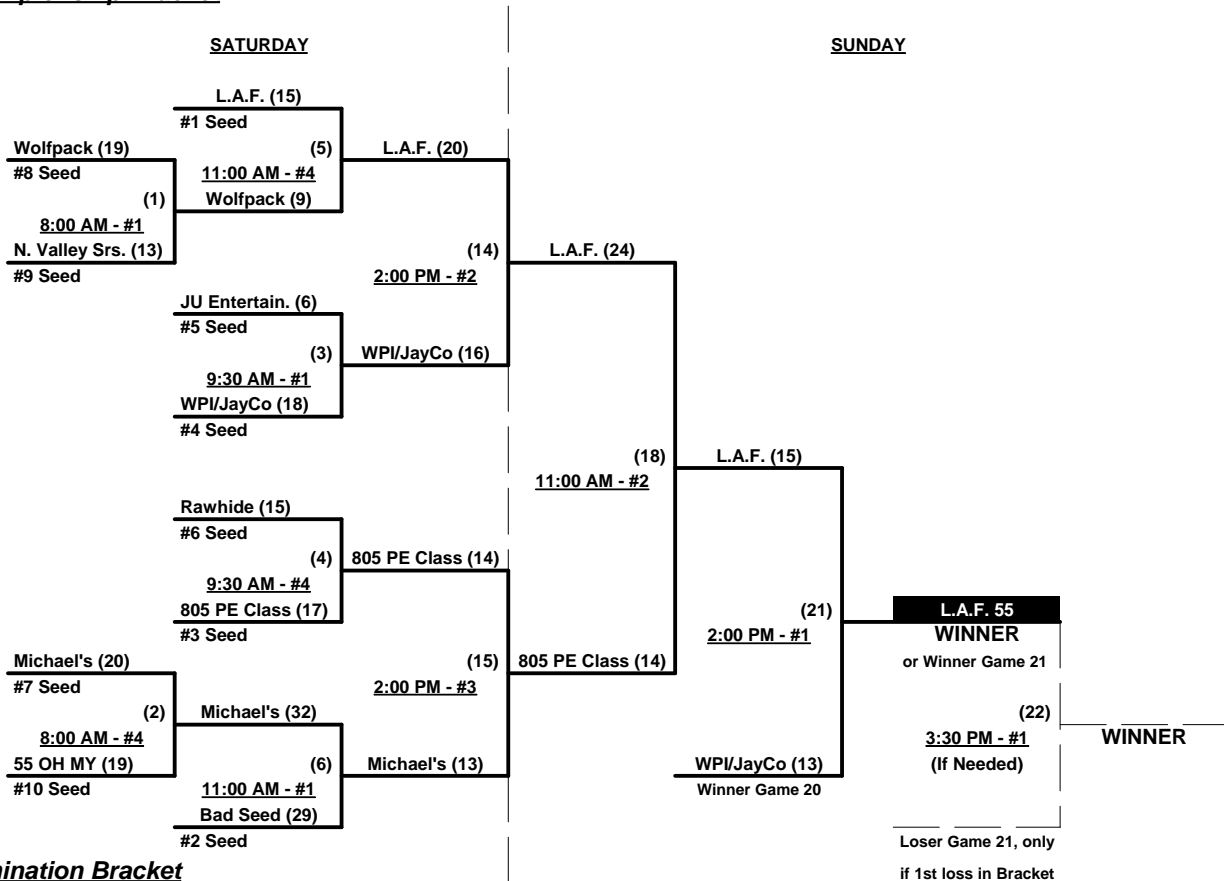 SATURDAY
SUNDAY
L.A.F. (15)
#1 Seed
Wolfpack (19)
(5)
L.A.F. (20)
#8 Seed
11:00 AM - #4
(1)
Wolfpack (9)
8:00 AM - #1
N. Valley Srs. (13)
(14)
L.A.F. (24)
#9 Seed
2:00 PM - #2
JU Entertain. (6)
#5 Seed
(3)
WPI/JayCo (16)
9:30 AM - #1
WPI/JayCo (18)
#4 Seed
(18)
L.A.F. (15)
11:00 AM - #2
Rawhide (15)
#6 Seed
(4)
805 PE Class (14)
9:30 AM - #4
805 PE Class (17)
(21)
L.A.F. 55
#3 Seed
2:00 PM - #1
WINNER
Michael's (20)
(15)
805 PE Class (14)
or Winner Game 21
#7 Seed
2:00 PM - #3
(2)
Michael's (32)
(22)
8:00 AM - #4
3:30 PM - #1
WINNER
55 OH MY (19)
(6)
Michael's (13)
WPI/JayCo (13)
(If Needed)
#10 Seed
11:00 AM - #1
Winner Game 20
Bad Seed (29)
#2 Seed
Loser Game 21, only
if 1st loss in Bracket
mination Bracket